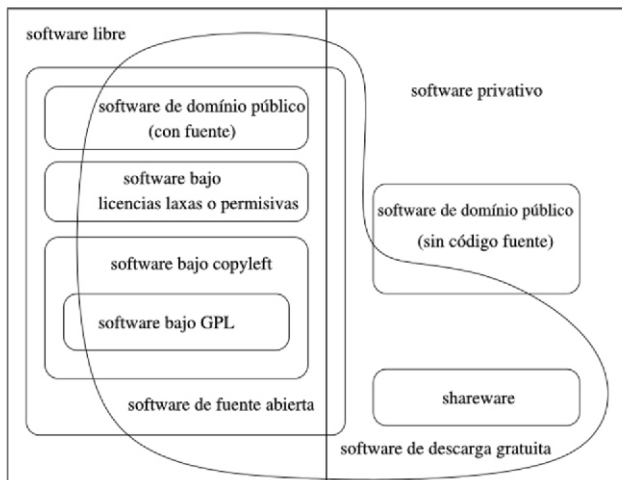 software libre
software de domínio público
(con fuente)
software bajo
licencias laxas o permisivas
software bajo copyleft
software bajo GPL
software de fuente abierta
software privativo
software de domínio público
(sin código fuente)
shareware
software de descarga gratuita